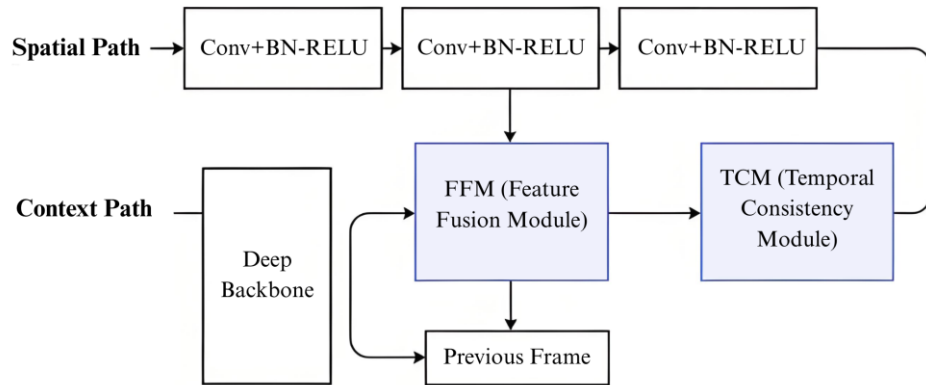 Spatial Path
Conv+BN-RELU
Conv+BN-RELU
Conv+BN-RELU
Context Path
Deep
Backbone
FFM (Feature
Fusion Module)
TCM (Temporal
Consistency
Module)
Previous Frame